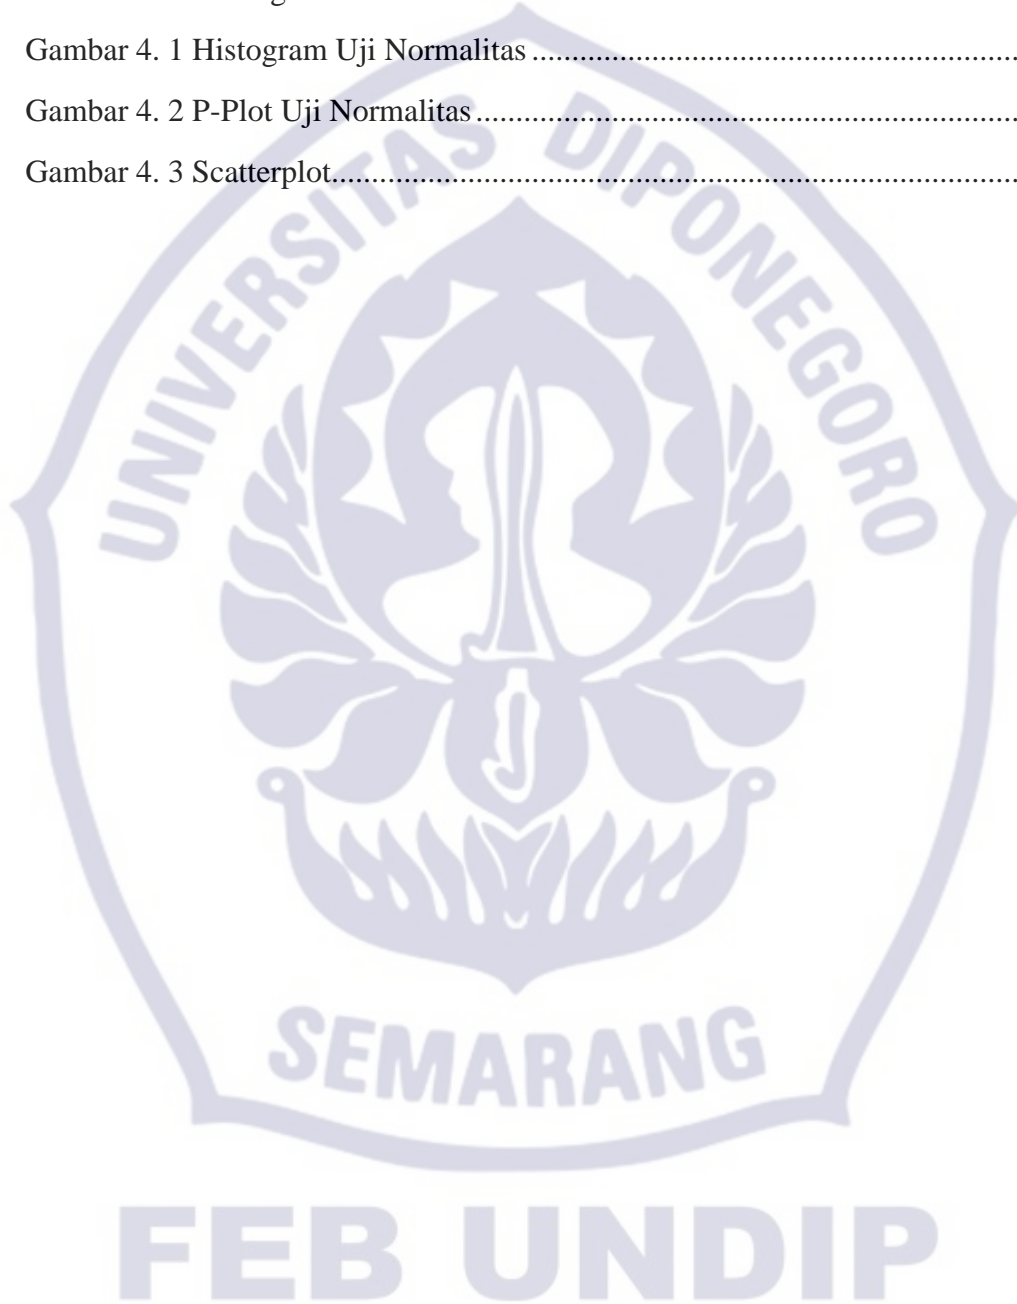 Gambar 4. 1 Histogram Uji Normalitas ............................................................
Gambar 4. 2 P-Plot Uji Normalitas ...................................................................
Gambar 4. 3 Scatterplot.....................................................................................
UNIVERSITAS DIPONEGORO
SEMARANG
FEB UNDIP